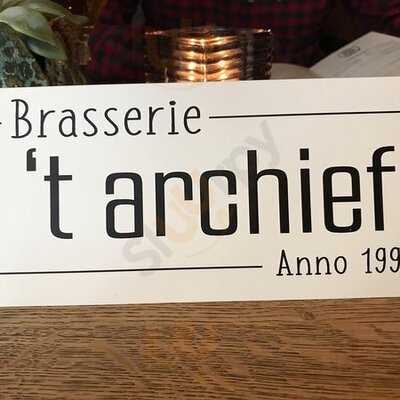 Brasserie
't archief
Anno 199